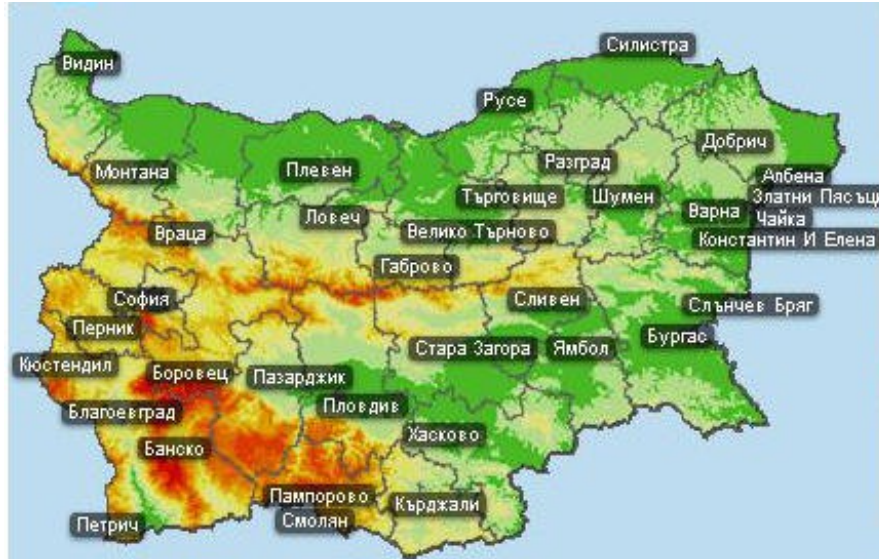 Силистра
Видин
Русе
Добрич
Разград
Монтана
Плевен
Албена
Търговище
Шумен
Златни Пясъци
Ловеч
Варна
Чайка
Враца
Велико Търново
Константин И Елена
Габрово
София
Сливен
Слънчев Бряг
Перник
Бургас
Стара Загора
Ямбол
Кюстендил
Боровец
Пазарджик
Благоевград
Пловдив
Хасково
Банско
Пампорово
Кърджали
Петрич
Смолян